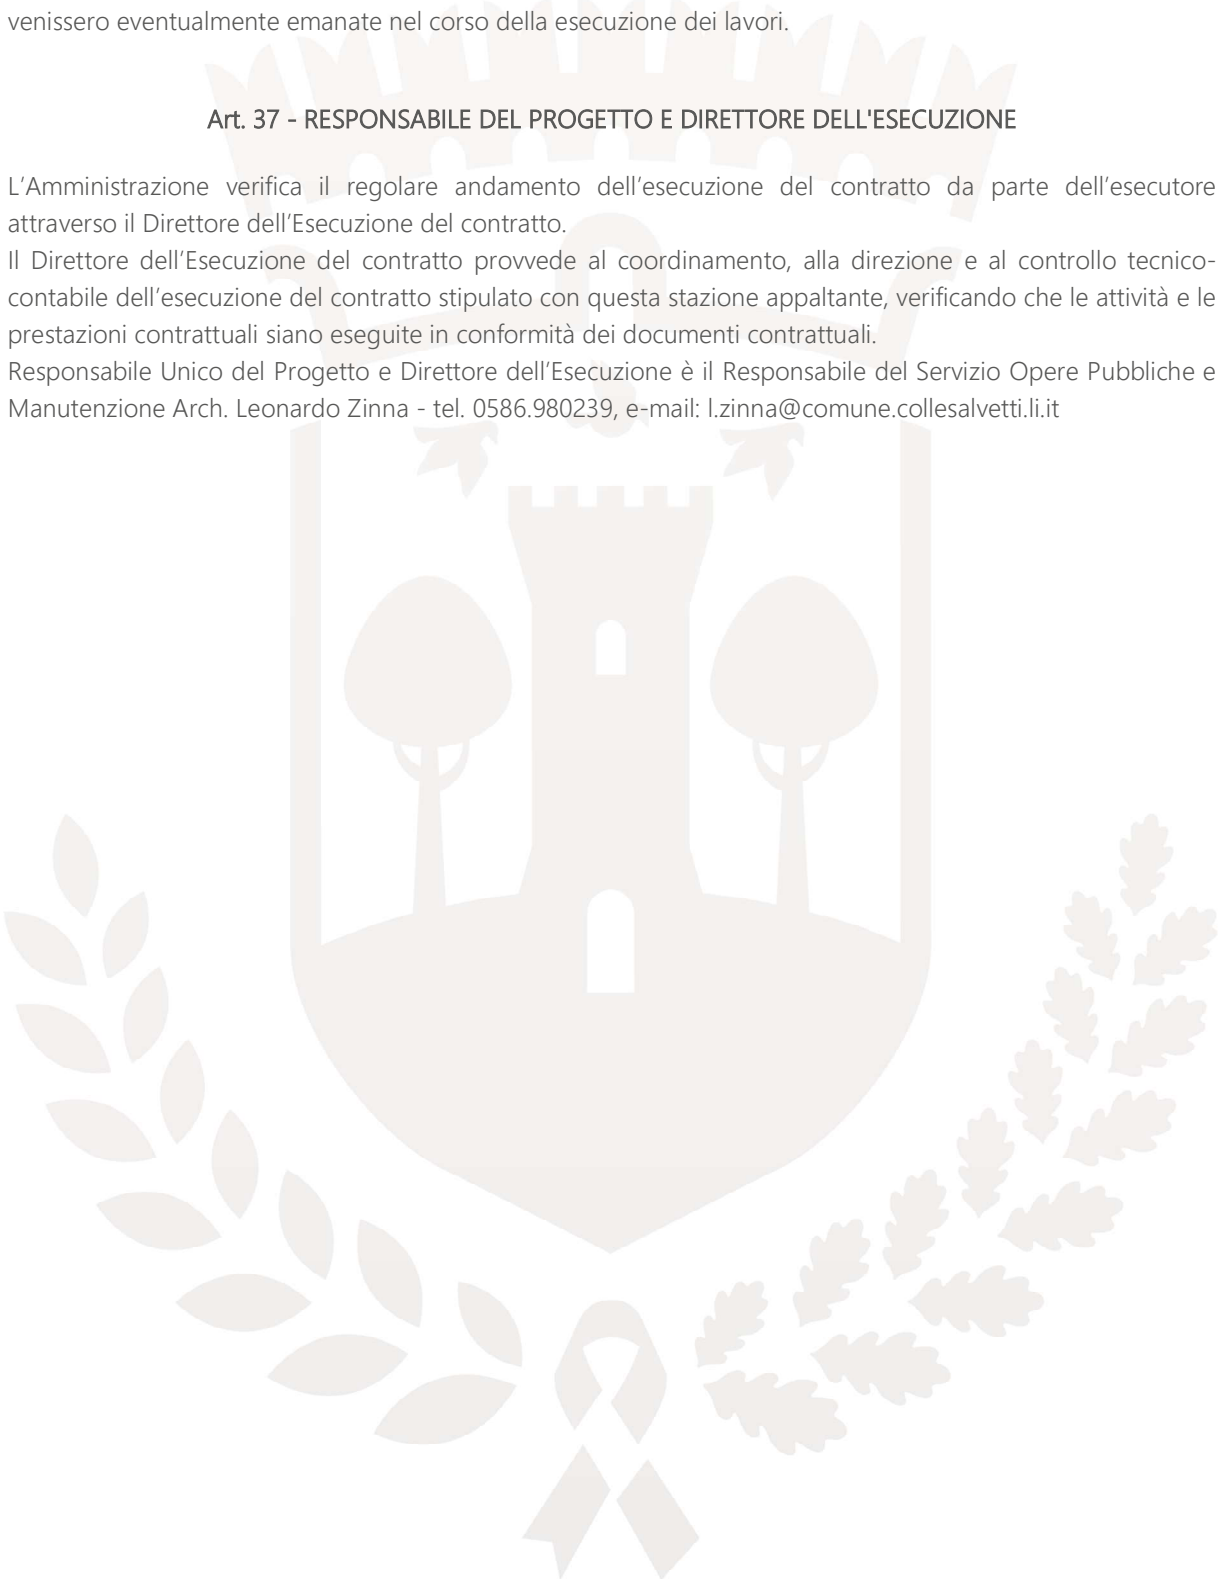 venissero eventualmente emanate nel corso della esecuzione dei lavori.
Art. 37 - RESPONSABILE DEL PROGETTO E DIRETTORE DELL'ESECUZIONE
L’Amministrazione verifica il regolare andamento dell’esecuzione del contratto da parte dell’esecutore
attraverso il Direttore dell’Esecuzione del contratto.
Il Direttore dell’Esecuzione del contratto provvede al coordinamento, alla direzione e al controllo tecnico-
contabile dell’esecuzione del contratto stipulato con questa stazione appaltante, verificando che le attività e le
prestazioni contrattuali siano eseguite in conformità dei documenti contrattuali.
Responsabile Unico del Progetto e Direttore dell’Esecuzione è il Responsabile del Servizio Opere Pubbliche e
Manutenzione Arch. Leonardo Zinna - tel. 0586.980239, e-mail: l.zinna@comune.collesalvetti.li.it